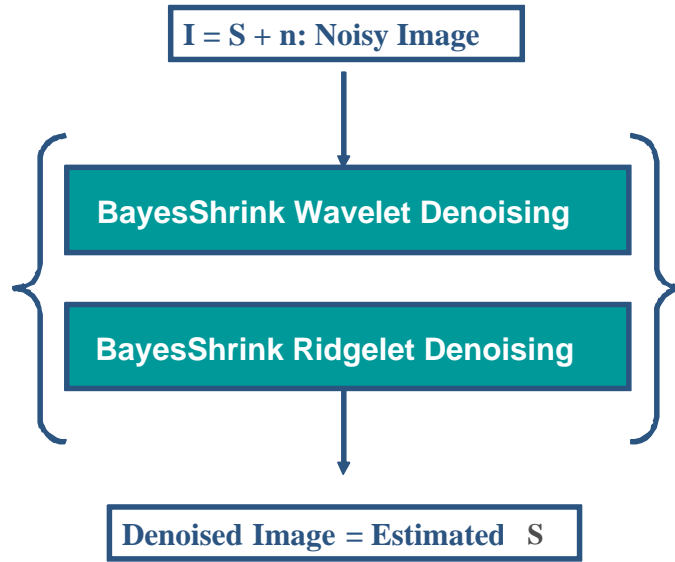 I = S + n: Noisy Image
BayesShrink Wavelet Denoising
BayesShrink Ridgelet Denoising
Denoised Image = Estimated S